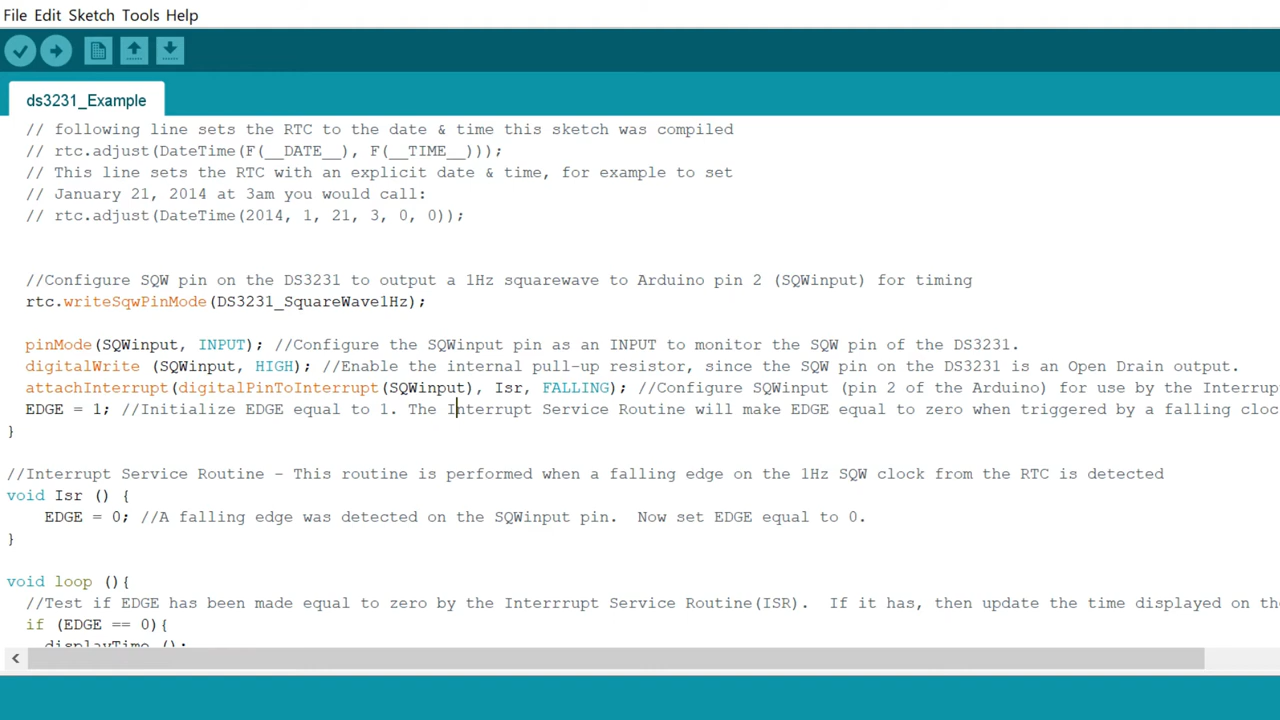 File Edit Sketch Tools Help
ds3231_Example
// following line sets the RTC to the date & time this sketch was compiled
// rtc.adjust(DateTime(F(__DATE__), F(__TIME__)));
// This line sets the RTC with an explicit date & time, for example to set
// January 21, 2014 at 3am you would call:
// rtc.adjust(DateTime(2014, 1, 21, 3, 0, 0));
//Configure SQW pin on the DS3231 to output a 1Hz squarewave to Arduino pin 2 (SQWinput) for timing
rtc.writeSqwPinMode(DS3231_SquareWave1Hz);
pinMode(SQWinput, INPUT); //Configure the SQWinput pin as an INPUT to monitor the SQW pin of the DS3231.
digitalWrite (SQWinput, HIGH); //Enable the internal pull-up resistor, since the SQW pin on the DS3231 is an Open Drain output.
attachInterrupt(digitalPinToInterrupt(SQWinput), Isr, FALLING); //Configure SQWinput (pin 2 of the Arduino) for use by the Interrup
EDGE = 1; //Initialize EDGE equal to 1. The Interrupt Service Routine will make EDGE equal to zero when triggered by a falling cloc
}
//Interrupt Service Routine - This routine is performed when a falling edge on the 1Hz SQW clock from the RTC is detected
void Isr () {
EDGE = 0; //A falling edge was detected on the SQWinput pin.  Now set EDGE equal to 0.
}
void loop (){
//Test if EDGE has been made equal to zero by the Interrrupt Service Routine(ISR).  If it has, then update the time displayed on the
if (EDGE == 0){
displayTime ();